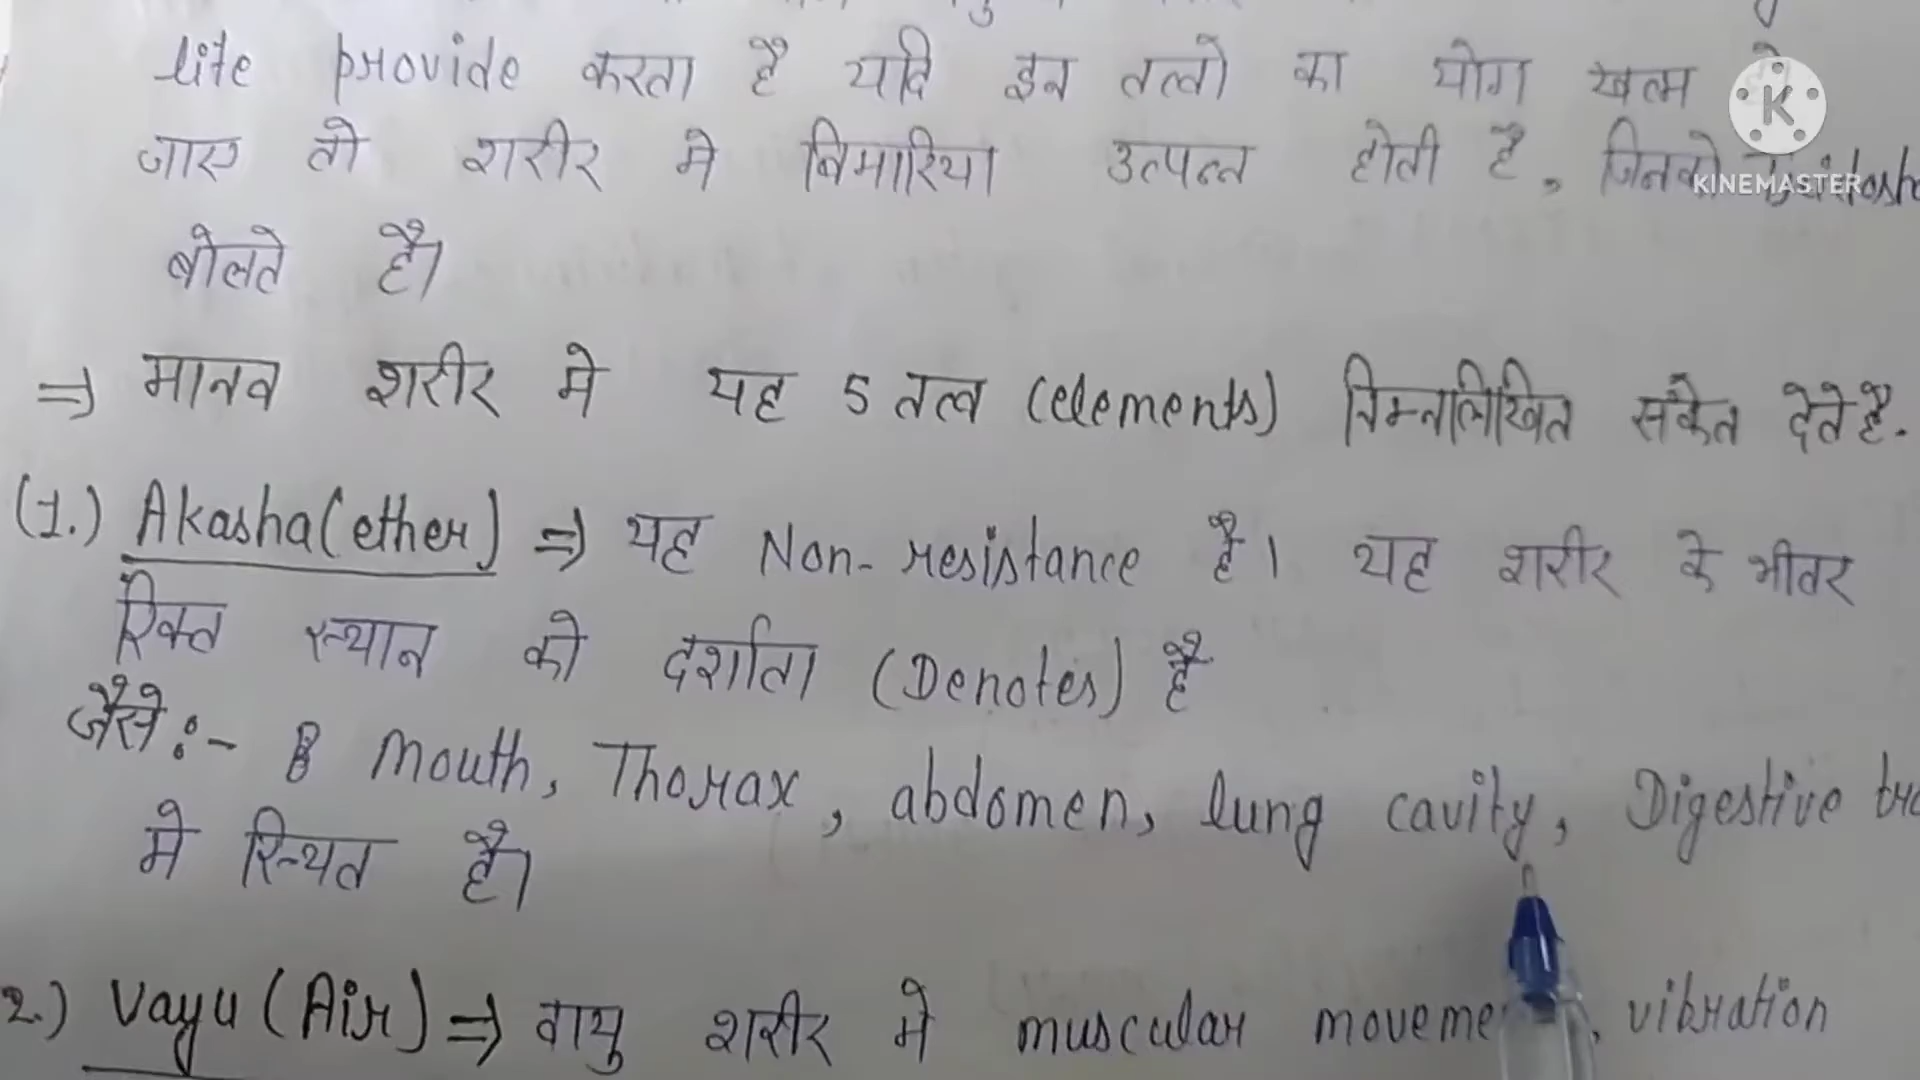 life provide करता है यदि इन तत्वो का योग खत्म
जाए तो शरीर मे बिमारिया उत्पन्न होती है, जिनको
KINEMASTER
बोलते है।
=> मानव शरीर मे यह 5 तत्व (elements) निम्नलिखित संकेत देते है.
(1.) Akasha (ether) => यह Non-resistance है। यह शरीर के भीतर
रिक्त स्थान को दर्शाता (Denotes) है
जैसे:- Mouth, Thorax, abdomen, lung cavity, Digestive
मे स्थित है।
2.) Vayu (Air) => वायु शरीर मे muscular vibration